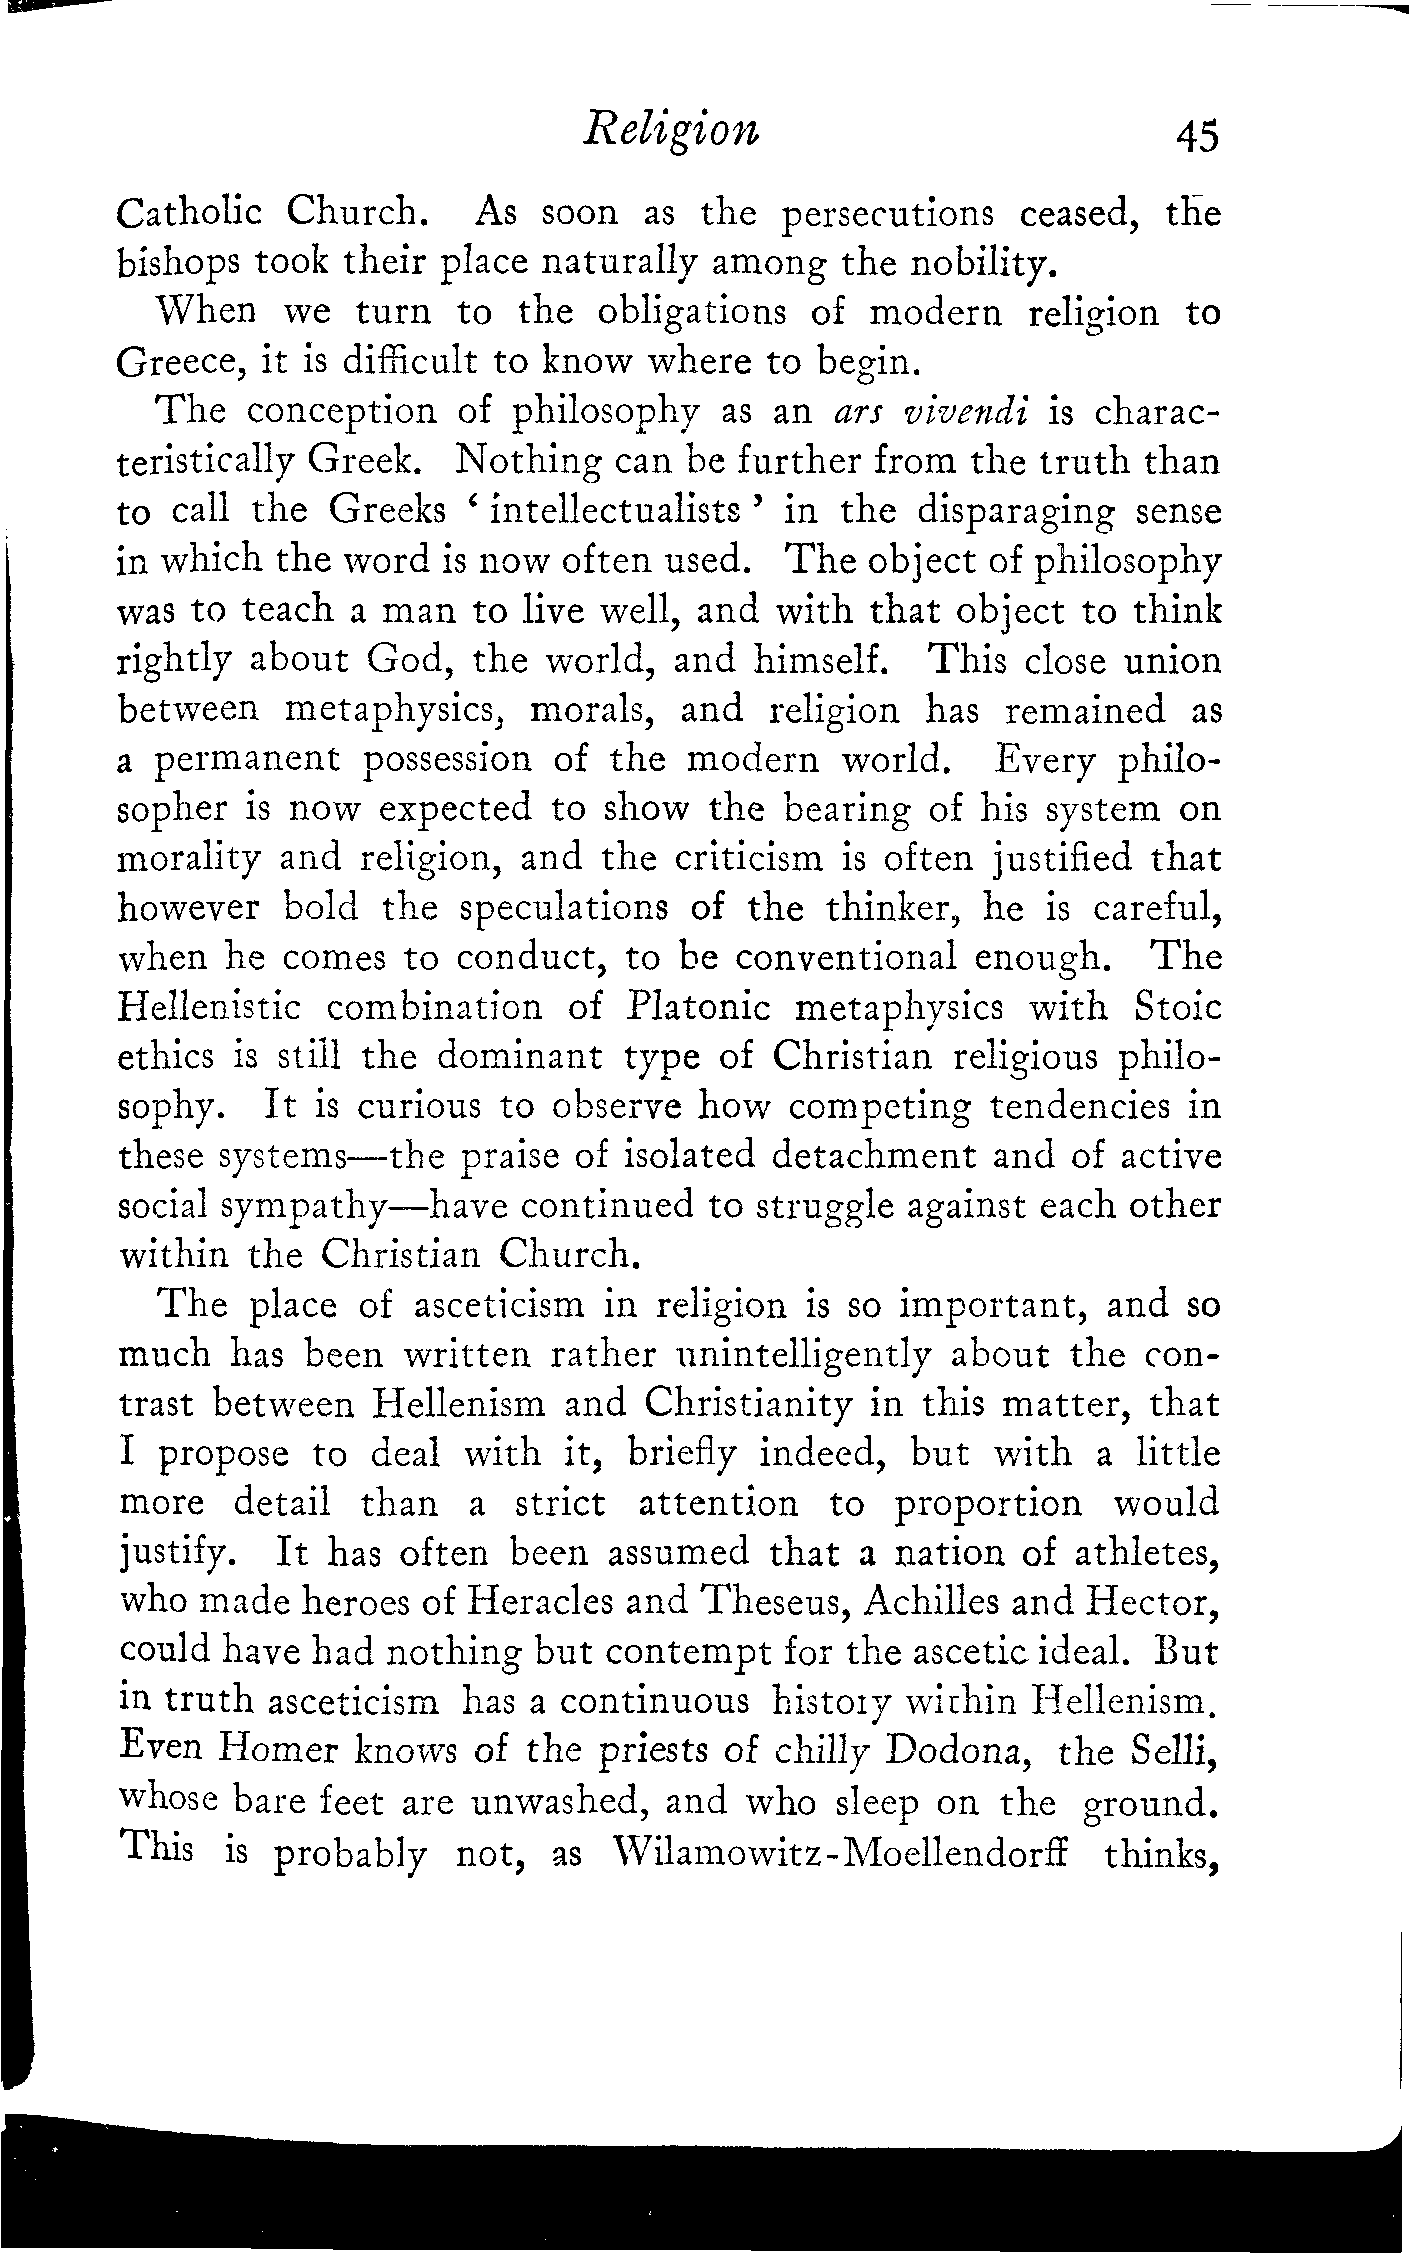 Religion 45
Catholic Church. As soon as the persecutions ceased, the
bishops took their place naturally among the nobility.
When we turn to the obligations of modern religion to
Greece, it is difficult to know where to begin.
The conception of philosophy as an ars vivendi is charac-
teristically Greek. Nothing can be further from the truth than
to call the Greeks ‘ intellectualists ’ in the disparaging sense
in which the word is now often used. The object of philosophy
was to teach a man to live well, and with that object to think
rightly about God, the world, and himself. This close union
between metaphysics, morals, and religion has remained as
a permanent possession of the modern world. Every philo-
sopher is now expected to show the bearing of his system on
morality and religion, and the criticism is often justified that
however bold the speculations of the thinker, he is careful,
when he comes to conduct, to be conventional enough. The
Hellenistic combination of Platonic metaphysics with Stoic
ethics is still the dominant type of Christian religious philo-
sophy. It is curious to observe how competing tendencies in
these systems—the praise of isolated detachment and of active
social sympathy—have continued to struggle against each other
within the Christian Church.
The place of asceticism in religion is so important, and so
much has been written rather unintelligently about the con-
trast between Hellenism and Christianity in this matter, that
I propose to deal with it, briefly indeed, but with a little
more detail than a strict attention to proportion would
justify. It has often been assumed that a nation of athletes,
who made heroes of Heracles and Theseus, Achilles and Hector,
could have had nothing but contempt for the ascetic ideal. But
in truth asceticism has a continuous history within Hellenism.
Even Homer knows of the priests of chilly Dodona, the Selli,
whose bare feet are unwashed, and who sleep on the ground.
This is probably not, as Wilamowitz-Moellendorff thinks,